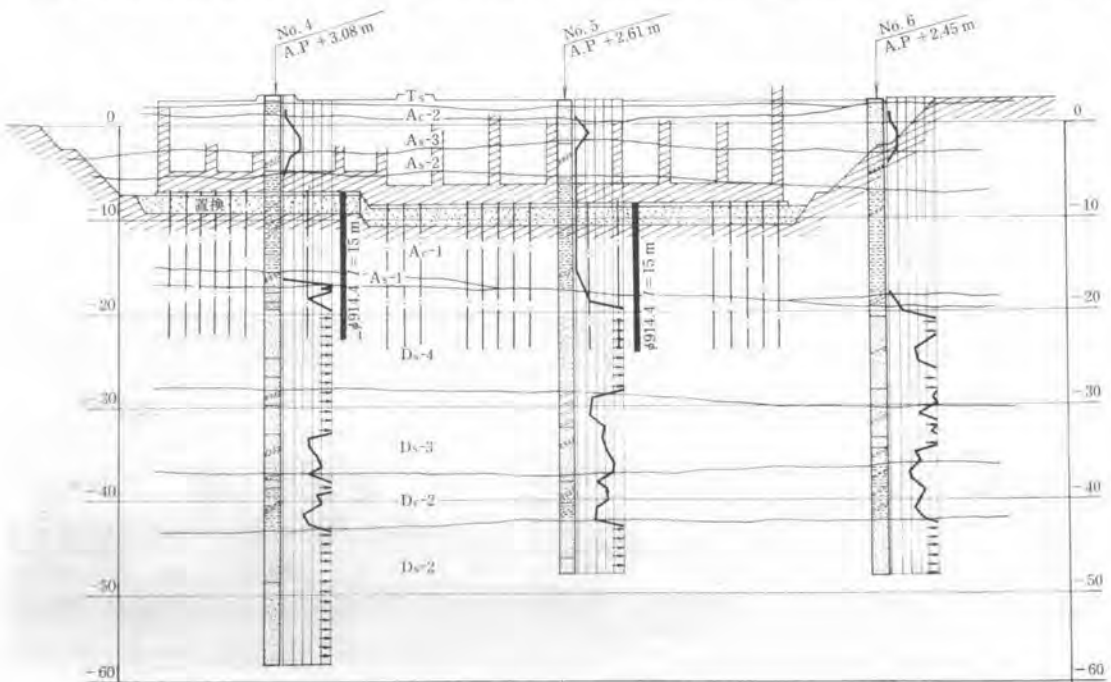 No. 4
A.P +3.08 m
No. 5
A.P +2.61 m
No. 6
A.P +2.45 m
Ts
Ac-2
As-3
As-2
置換
Ac-1
As-1
φ914.4 l=15 m
φ914.4 l=15 m
Ds-4
Ds-3
Dc-2
Ds-2
0
-10
-20
-30
-40
-50
-60
0
-10
-20
-30
-40
-50
-60